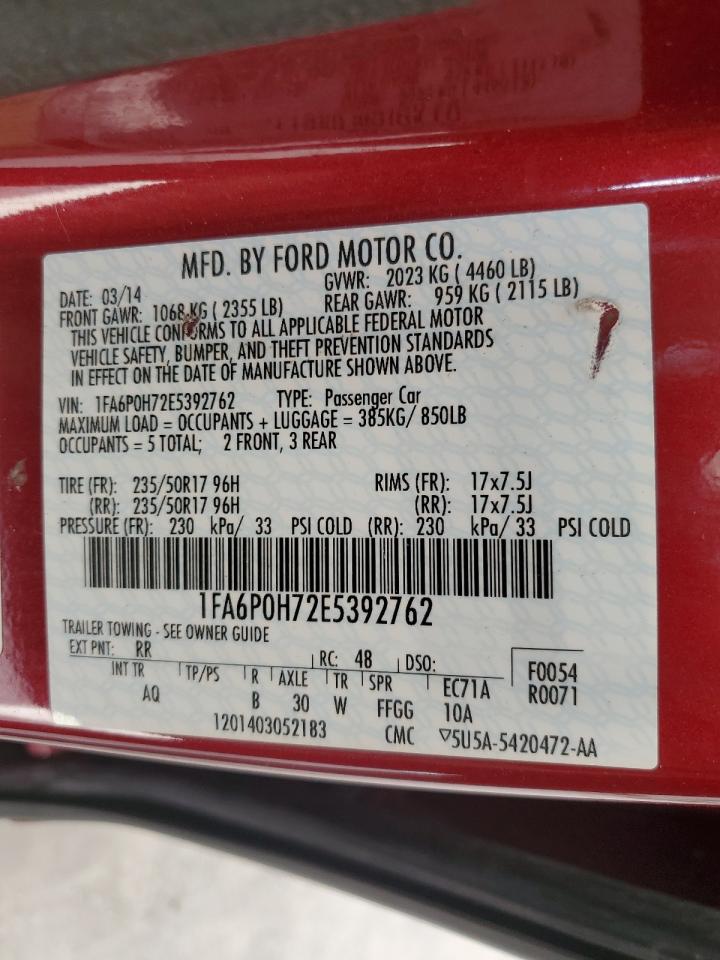 MFD. BY FORD MOTOR CO.
DATE: 03/14 GVWR: 2023 KG ( 4460 LB)
FRONT GAWR: 1068 KG ( 2355 LB) REAR GAWR: 959 KG ( 2115 LB)
THIS VEHICLE CONFORMS TO ALL APPLICABLE FEDERAL MOTOR
VEHICLE SAFETY, BUMPER, AND THEFT PREVENTION STANDARDS
IN EFFECT ON THE DATE OF MANUFACTURE SHOWN ABOVE.
VIN: 1FA6P0H72E5392762 TYPE: Passenger Car
MAXIMUM LOAD = OCCUPANTS + LUGGAGE = 385KG/ 850LB
OCCUPANTS = 5 TOTAL; 2 FRONT, 3 REAR
TIRE (FR): 235/50R17 96H RIMS (FR): 17x7.5J
(RR): 235/50R17 96H (RR): 17x7.5J
PRESSURE (FR): 230 kPa/ 33 PSI COLD (RR): 230 kPa/ 33 PSI COLD
1FA6P0H72E5392762
TRAILER TOWING - SEE OWNER GUIDE
EXT PNT: RR RC: 48 DSO: F0054
INT TR TP/PS R AXLE TR SPR EC71A R0071
AQ B 30 W FFGG 10A
1201403052183 CMC ▽5U5A-5420472-AA